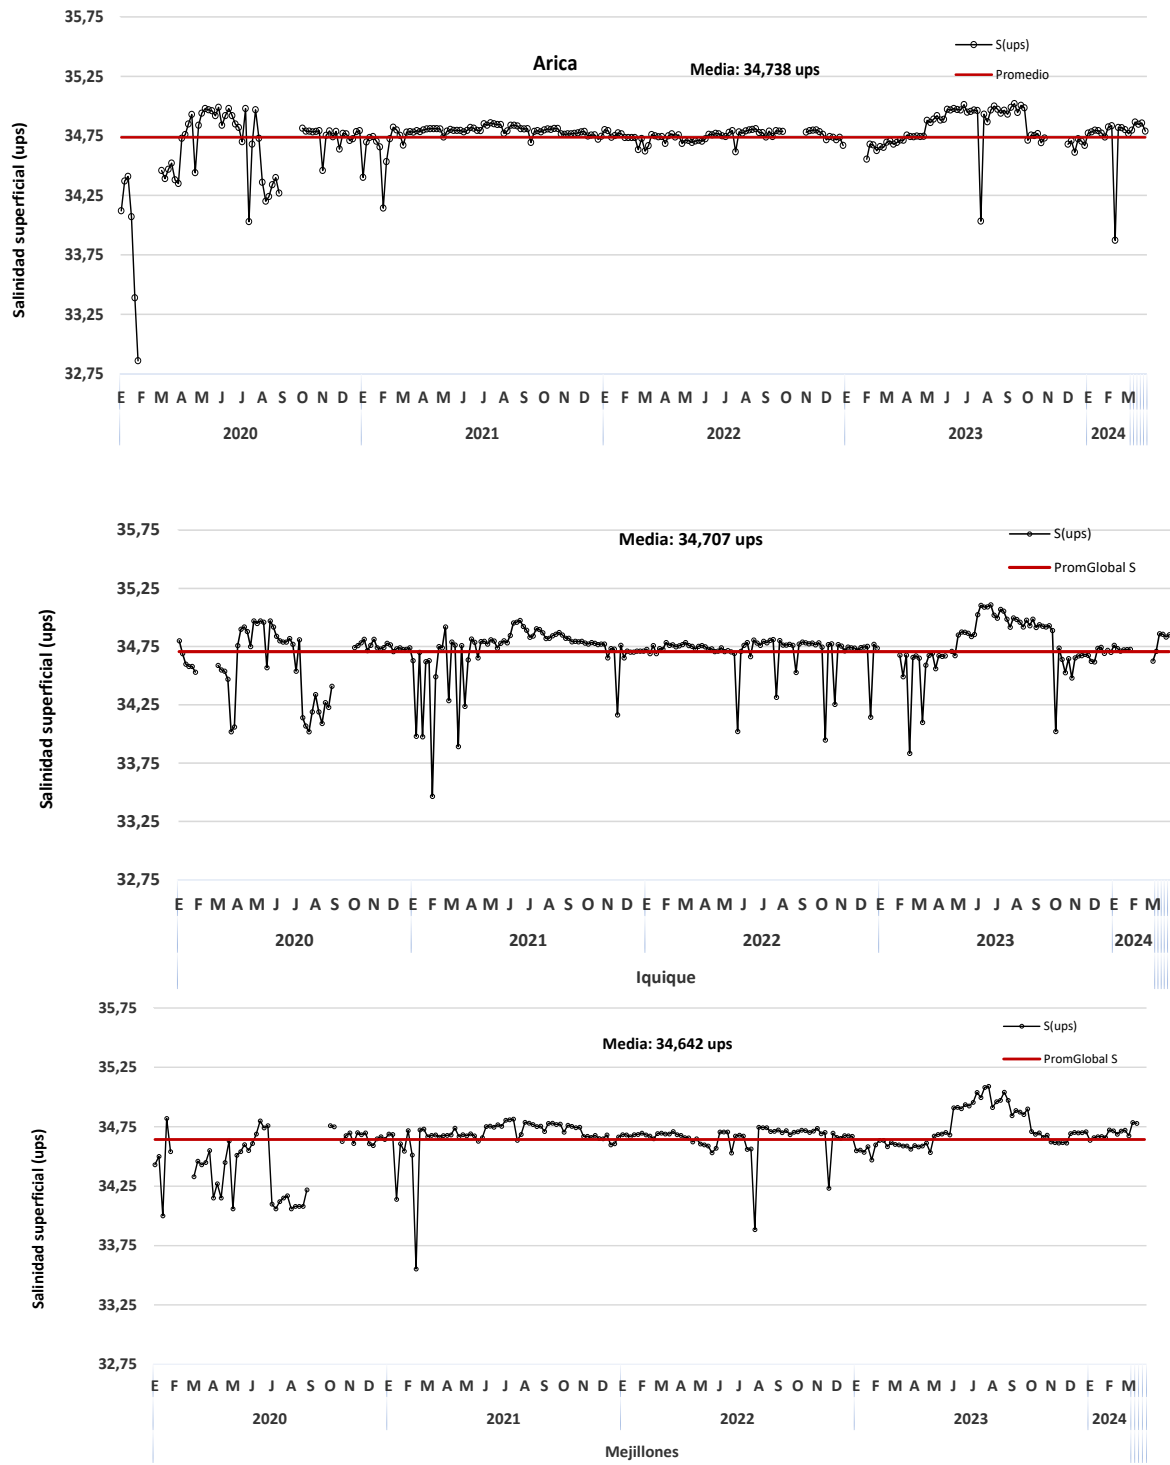 35,75
Arica
Media: 34,738 ups
S(ups)
Promedio
35,25
34,75
34,25
33,75
33,25
32,75
Salinidad superficial (ups)
E F M A M J J A S O N D E F M A M J J A S O N D E F M A M J J A S O N D E F M A M J J A S O N D E F M
2020 2021 2022 2023 2024
35,75
Media: 34,707 ups
S(ups)
PromGlobal S
35,25
34,75
34,25
33,75
33,25
32,75
Salinidad superficial (ups)
E F M A M J J A S O N D E F M A M J J A S O N D E F M A M J J A S O N D E F M A M J J A S O N D E F M
2020 2021 2022 2023 2024
Iquique
35,75
Media: 34,642 ups
S(ups)
PromGlobal S
35,25
34,75
34,25
33,75
33,25
32,75
Salinidad superficial (ups)
E F M A M J J A S O N D E F M A M J J A S O N D E F M A M J J A S O N D E F M A M J J A S O N D E F M
2020 2021 2022 2023 2024
Mejillones